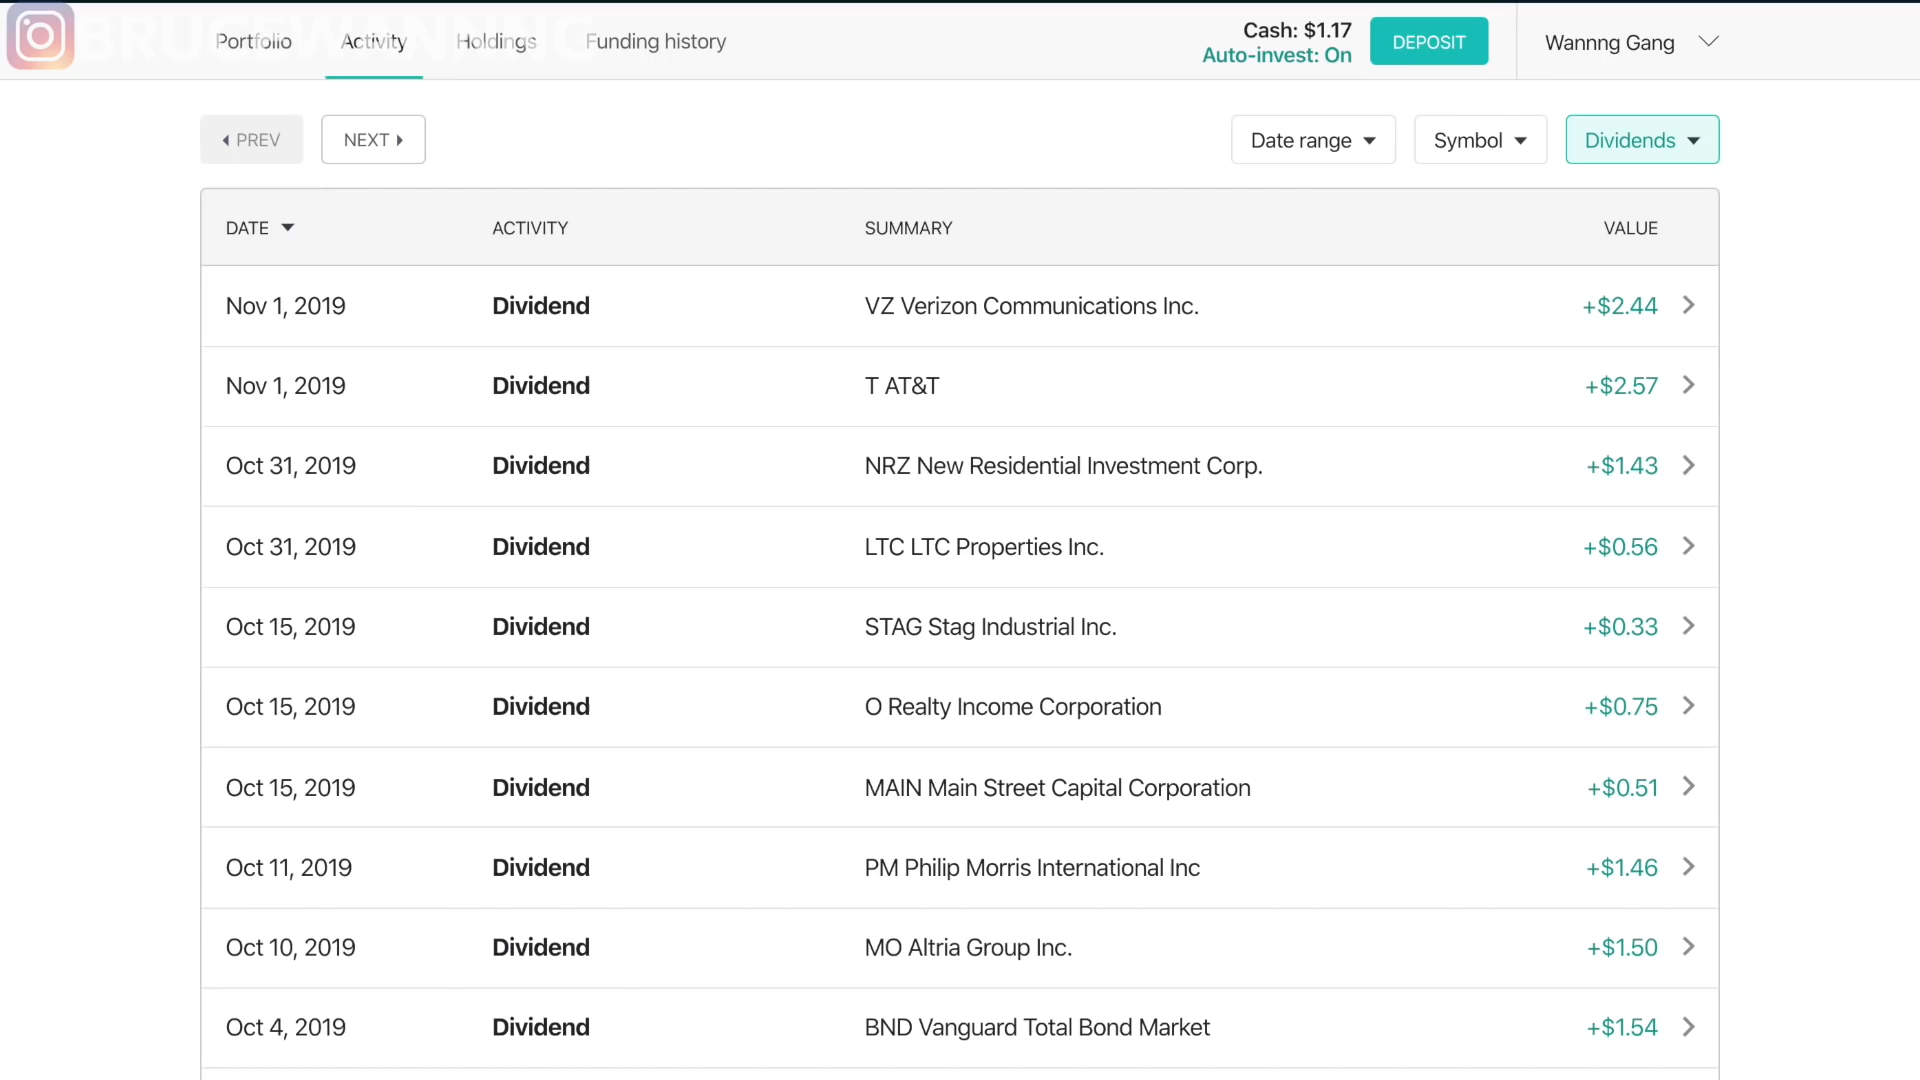 BRUCEWANNNG
Portfolio Activity Holdings Funding history
Cash: $1.17
Auto-invest: On
DEPOSIT
Wannng Gang
PREV NEXT Date range Symbol Dividends
DATE ACTIVITY SUMMARY VALUE
Nov 1, 2019 Dividend VZ Verizon Communications Inc. +$2.44
Nov 1, 2019 Dividend T AT&T +$2.57
Oct 31, 2019 Dividend NRZ New Residential Investment Corp. +$1.43
Oct 31, 2019 Dividend LTC LTC Properties Inc. +$0.56
Oct 15, 2019 Dividend STAG Stag Industrial Inc. +$0.33
Oct 15, 2019 Dividend O Realty Income Corporation +$0.75
Oct 15, 2019 Dividend MAIN Main Street Capital Corporation +$0.51
Oct 11, 2019 Dividend PM Philip Morris International Inc +$1.46
Oct 10, 2019 Dividend MO Altria Group Inc. +$1.50
Oct 4, 2019 Dividend BND Vanguard Total Bond Market +$1.54